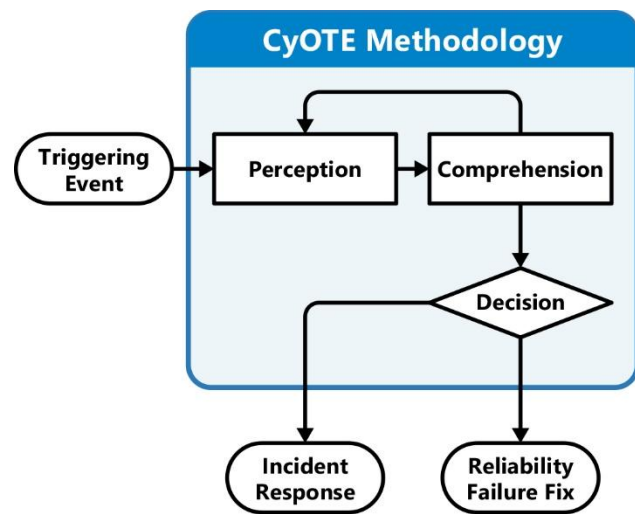 CyOTE Methodology
Triggering
Event
Perception
Comprehension
Decision
Incident
Response
Reliability
Failure Fix